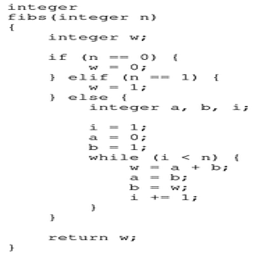 integer
fibs(integer n)
{
integer w;
if (n == 0) {
w = 0;
} elif (n == 1) {
w = 1;
} else {
integer a, b, i;
i = 1;
a = 0;
b = 1;
while (i < n) {
w = a + b;
a = b;
b = w;
i += 1;
}
}
return w;
}